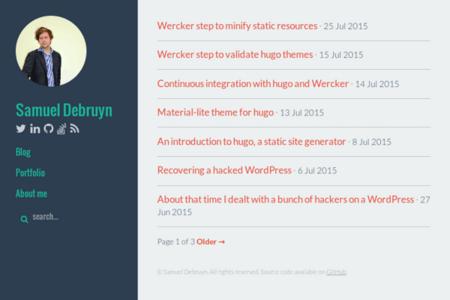 Samuel Debruyn
Blog
Portfolio
About me
search...
Wercker step to minify static resources · 25 Jul 2015
Wercker step to validate hugo themes · 15 Jul 2015
Continuous integration with hugo and Wercker · 14 Jul 2015
Material-lite theme for hugo · 13 Jul 2015
An introduction to hugo, a static site generator · 8 Jul 2015
Recovering a hacked WordPress · 6 Jul 2015
About that time I dealt with a bunch of hackers on a WordPress · 27
Jun 2015
Page 1 of 3 Older →
© Samuel Debruyn. All rights reserved. Source code available on GitHub.